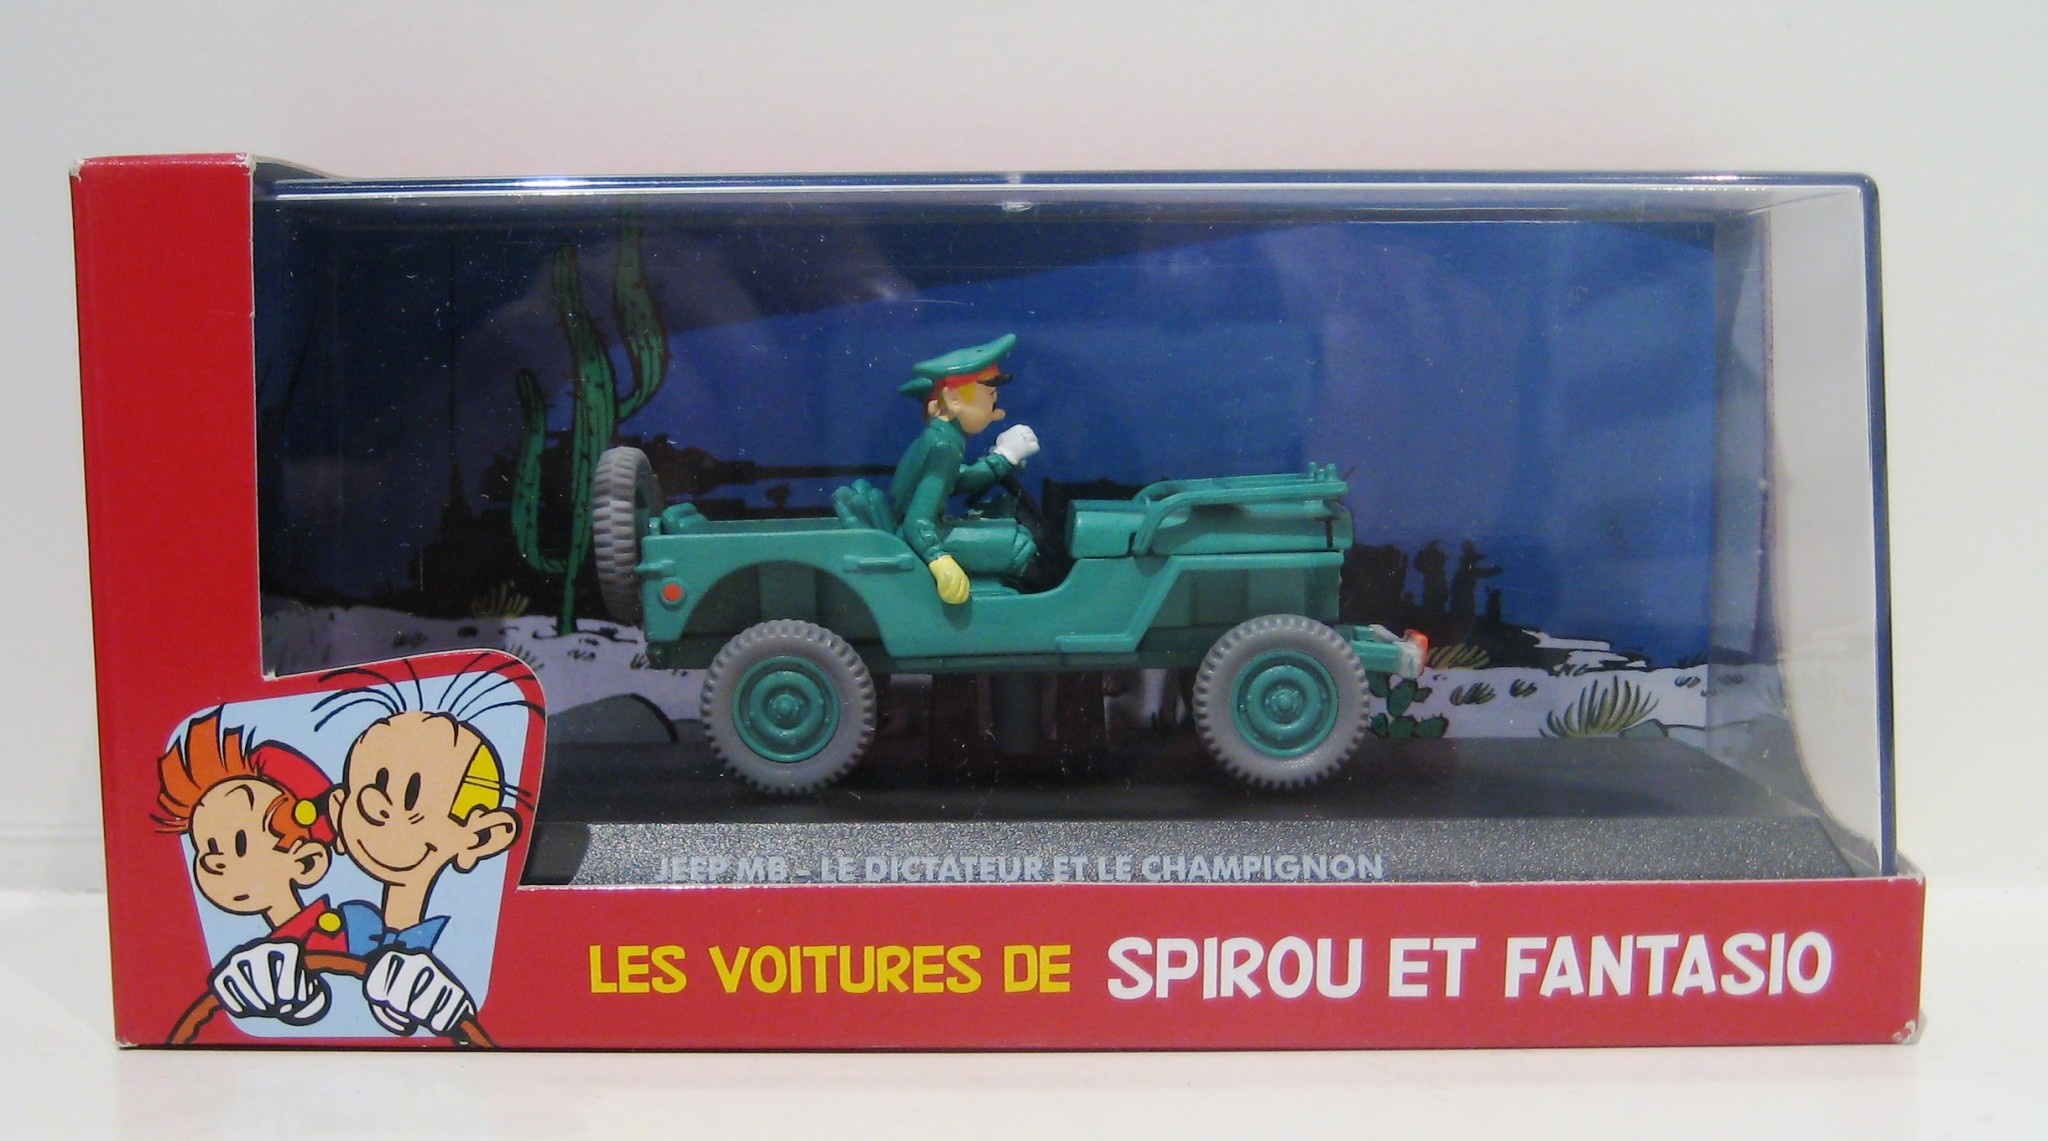 JEEP MB - LE DICTATEUR ET LE CHAMPIGNON
LES VOITURES DE SPIROU ET FANTASIO